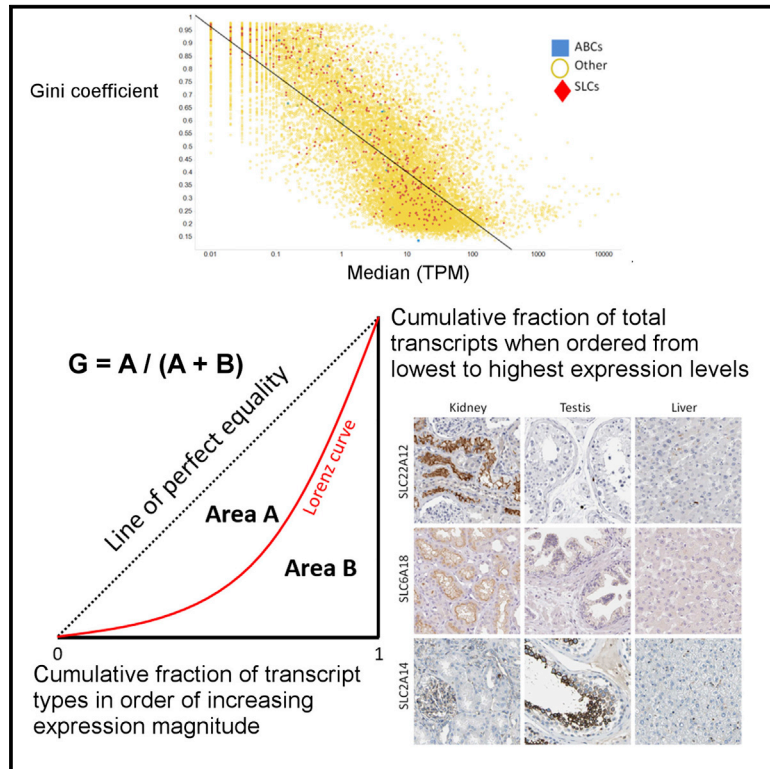 1
0.95
0.9
0.85
0.8
0.75
0.7
0.65
0.6
0.55
0.5
0.45
0.4
0.35
0.3
0.25
0.2
0.15
Gini coefficient
ABCs
Other
SLCs
0.01
0.1
1
10
100
1000
10000
Median (TPM)
G = A / (A + B)
Line of perfect equality
Lorenz curve
Area A
Area B
0
1
Cumulative fraction of transcript
types in order of increasing
expression magnitude
Cumulative fraction of total
transcripts when ordered from
lowest to highest expression levels
Kidney
Testis
Liver
SLC22A12
SLC6A18
SLC2A14